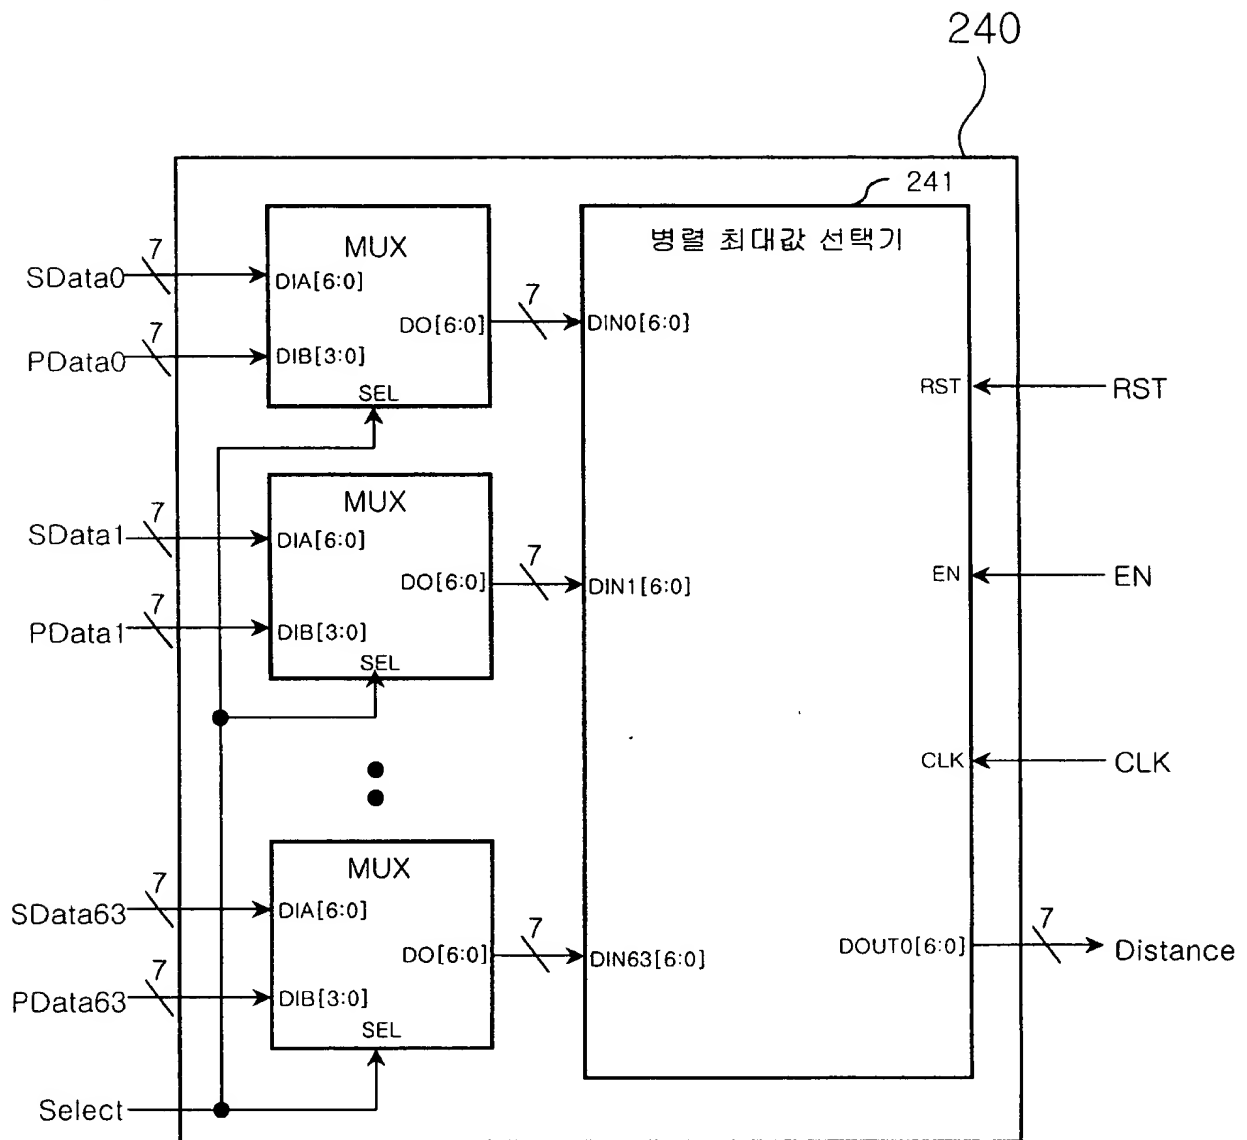 240
241
병렬 최대값 선택기
MUX
7
SData0
DIA[6:0]
DO[6:0]
7
DIN0[6:0]
7
PData0
DIB[3:0]
SEL
RST
RST
MUX
7
SData1
DIA[6:0]
DO[6:0]
7
DIN1[6:0]
EN
EN
7
PData1
DIB[3:0]
SEL
CLK
CLK
MUX
7
SData63
DIA[6:0]
DO[6:0]
7
DIN63[6:0]
DOUT0[6:0]
7
Distance
7
PData63
DIB[3:0]
SEL
Select